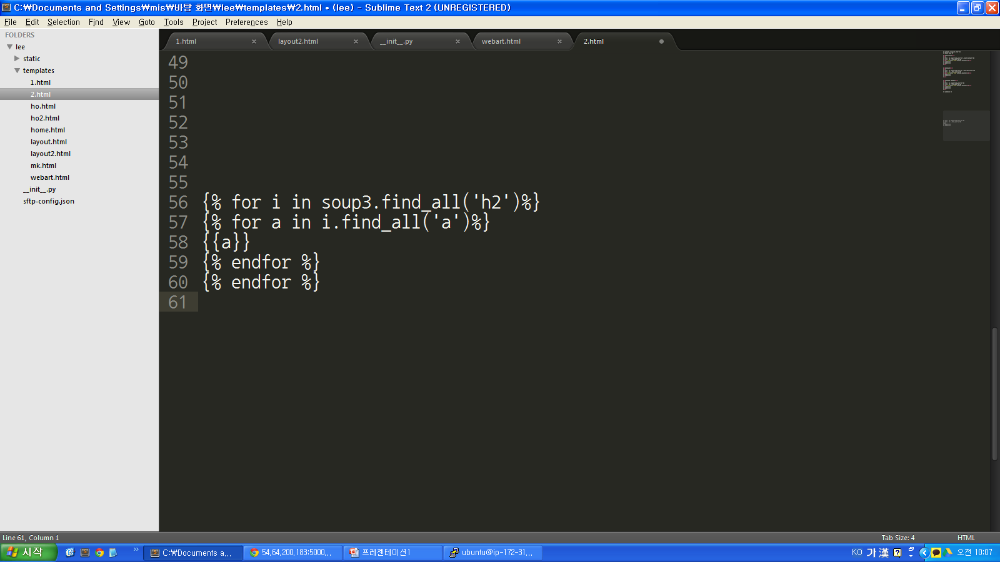 C:₩Documents and Settings₩mis₩바탕 화면₩lee₩templates₩2.html • (lee) - Sublime Text 2 (UNREGISTERED)
File Edit Selection Find View Goto Tools Project Preferences Help
FOLDERS
lee
static
templates
1.html
2.html
ho.html
ho2.html
home.html
layout.html
layout2.html
mk.html
webart.html
__init__.py
sftp-config.json
1.html × layout2.html × __init__.py × webart.html × 2.html
49
50
51
52
53
54
55
56 {% for i in soup3.find_all('h2')%}
57 {% for a in i.find_all('a')%}
58 {{a}}
59 {% endfor %}
60 {% endfor %}
61
Line 61, Column 1 Tab Size: 4 HTML
시작 » C:₩Documents a... 54,64,200,183:5000,... 프레젠테이션1 ubuntu@ip-172-31... KO 가 漢 오전 10:07